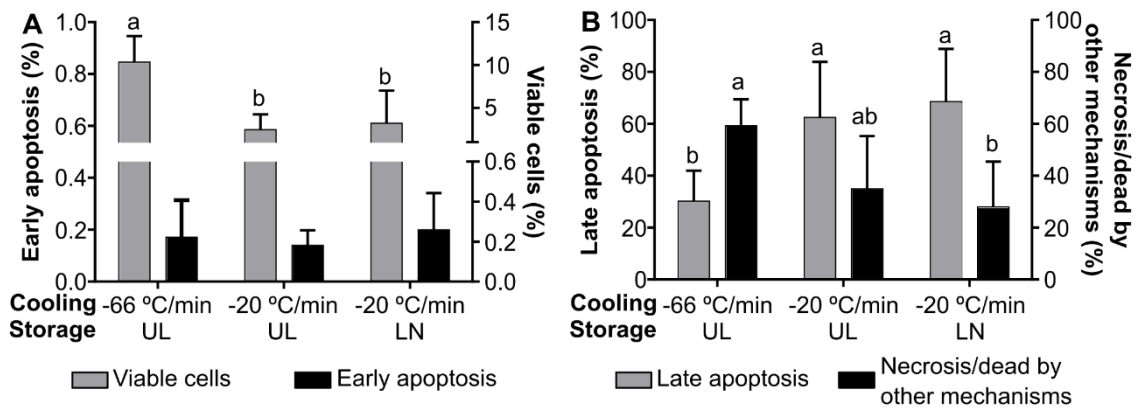 A
Early apoptosis (%)
1.0
0.8
0.6
0.4
0.2
0.0
a
b
b
15
10
5
0.6
0.4
0.2
0.0
Viable cells
(%)
Cooling -66 ºC/min -20 ºC/min -20 ºC/min
Storage UL UL LN
Viable cells Early apoptosis
B
Late apoptosis (%)
100
80
60
40
20
0
b
a
a
ab
a
b
100
80
60
40
20
0
Necrosis/dead by
other mechanisms (%)
Cooling -66 ºC/min -20 ºC/min -20 ºC/min
Storage UL UL LN
Late apoptosis Necrosis/dead by
other mechanisms